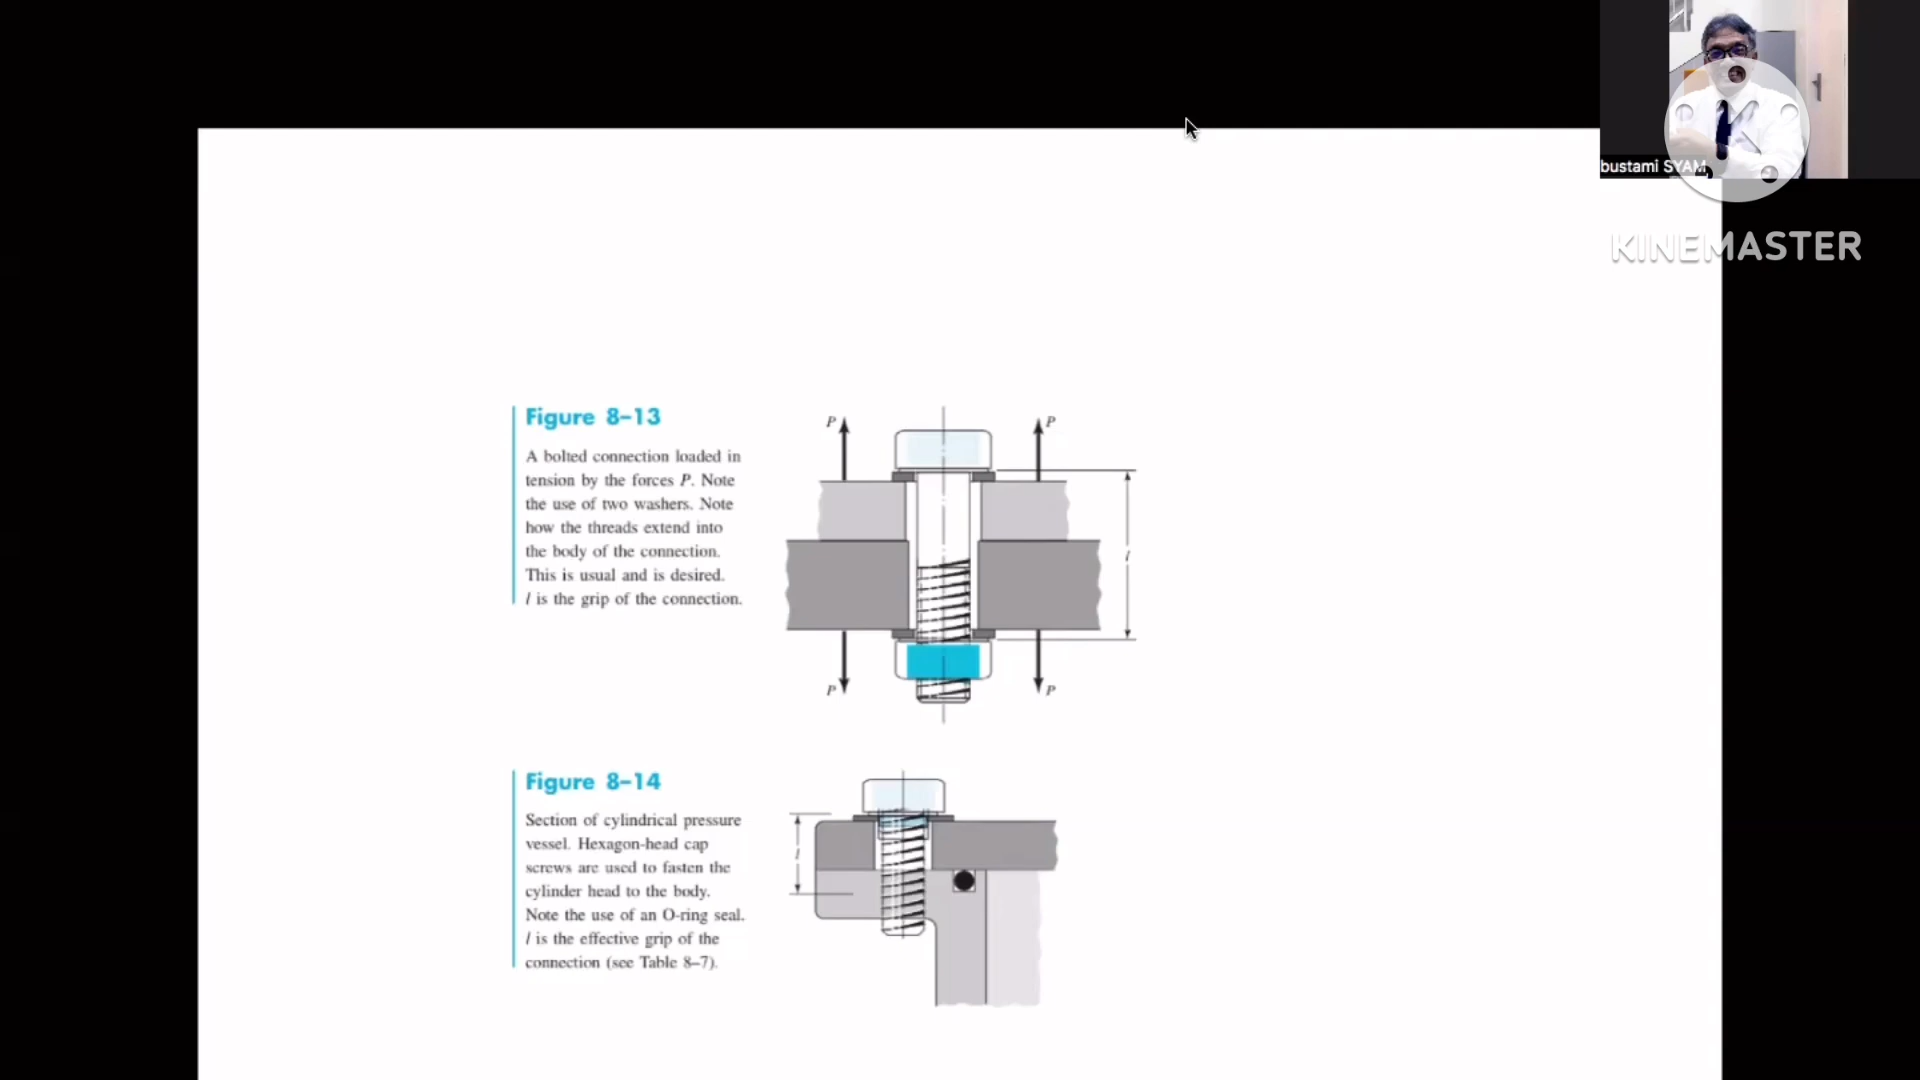 bustami SYAM
KINEMASTER
Figure 8–13
A bolted connection loaded in
tension by the forces P. Note
the use of two washers. Note
how the threads extend into
the body of the connection.
This is usual and is desired.
l is the grip of the connection.
P
P
l
P
P
Figure 8–14
Section of cylindrical pressure
vessel. Hexagon-head cap
screws are used to fasten the
cylinder head to the body.
Note the use of an O-ring seal.
l is the effective grip of the
connection (see Table 8–7).
l